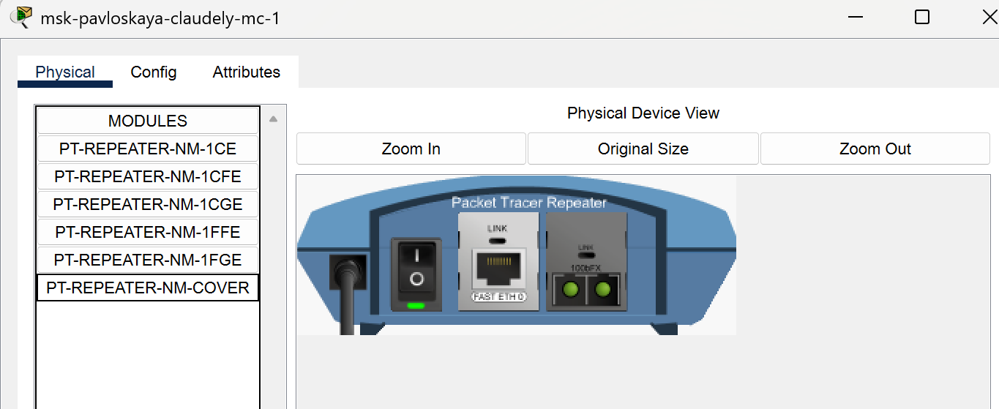 msk-pavloskaya-claudely-mc-1
Physical Config Attributes
MODULES
PT-REPEATER-NM-1CE
PT-REPEATER-NM-1CFE
PT-REPEATER-NM-1CGE
PT-REPEATER-NM-1FFE
PT-REPEATER-NM-1FGE
PT-REPEATER-NM-COVER
Physical Device View
Zoom In Original Size Zoom Out
Packet Tracer Repeater
LINK
LINK
100bFX
FAST ETH 0